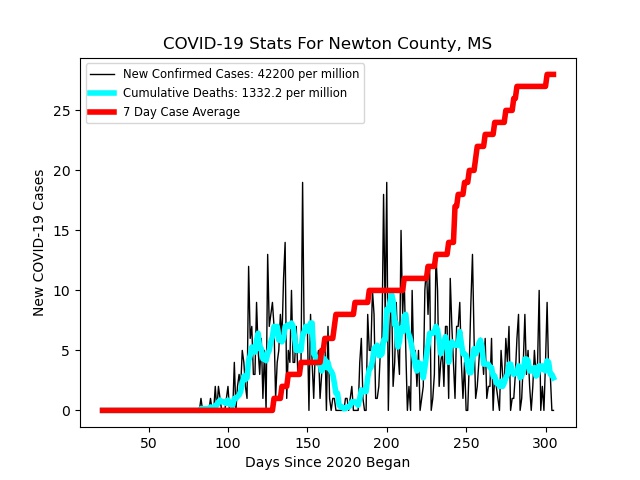 COVID-19 Stats For Newton County, MS
New Confirmed Cases: 42200 per million
Cumulative Deaths: 1332.2 per million
7 Day Case Average
New COVID-19 Cases
25
20
15
10
5
0
50 100 150 200 250 300
Days Since 2020 Began